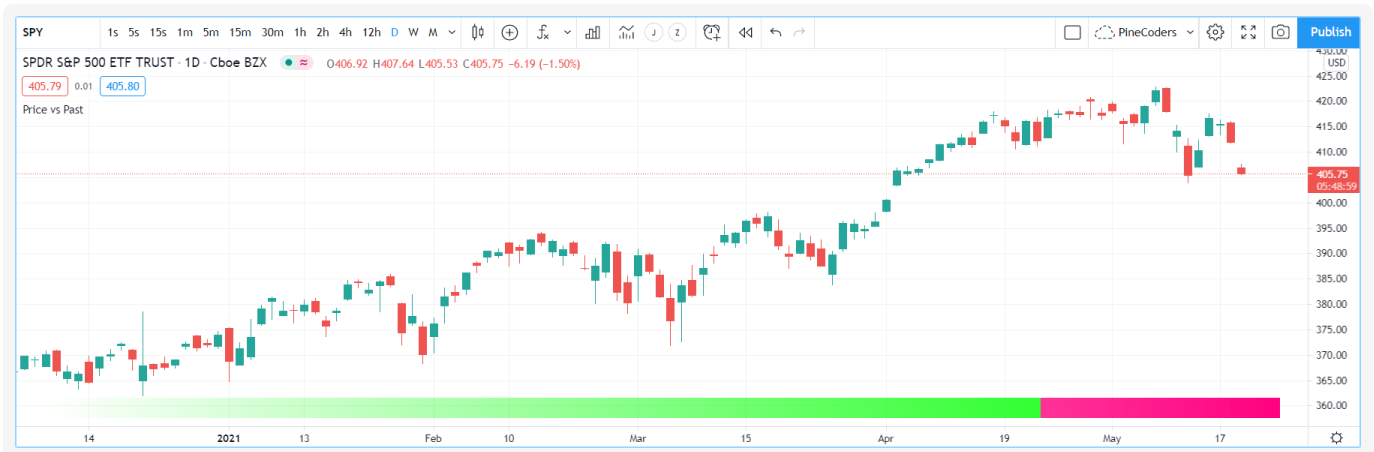 SPY 1s 5s 15s 1m 5m 15m 30m 1h 2h 4h 12h D W M fx J Z PineCoders Publish
SPDR S&P 500 ETF TRUST · 1D · Cboe BZX ≈ O406.92 H407.64 L405.53 C405.75 −6.19 (−1.50%)
405.79 0.01 405.80
Price vs Past
430.00
USD
425.00
420.00
415.00
410.00
405.75
05:48:59
400.00
395.00
390.00
385.00
380.00
375.00
370.00
365.00
360.00
14 2021 13 Feb 10 Mar 15 Apr 19 May 17